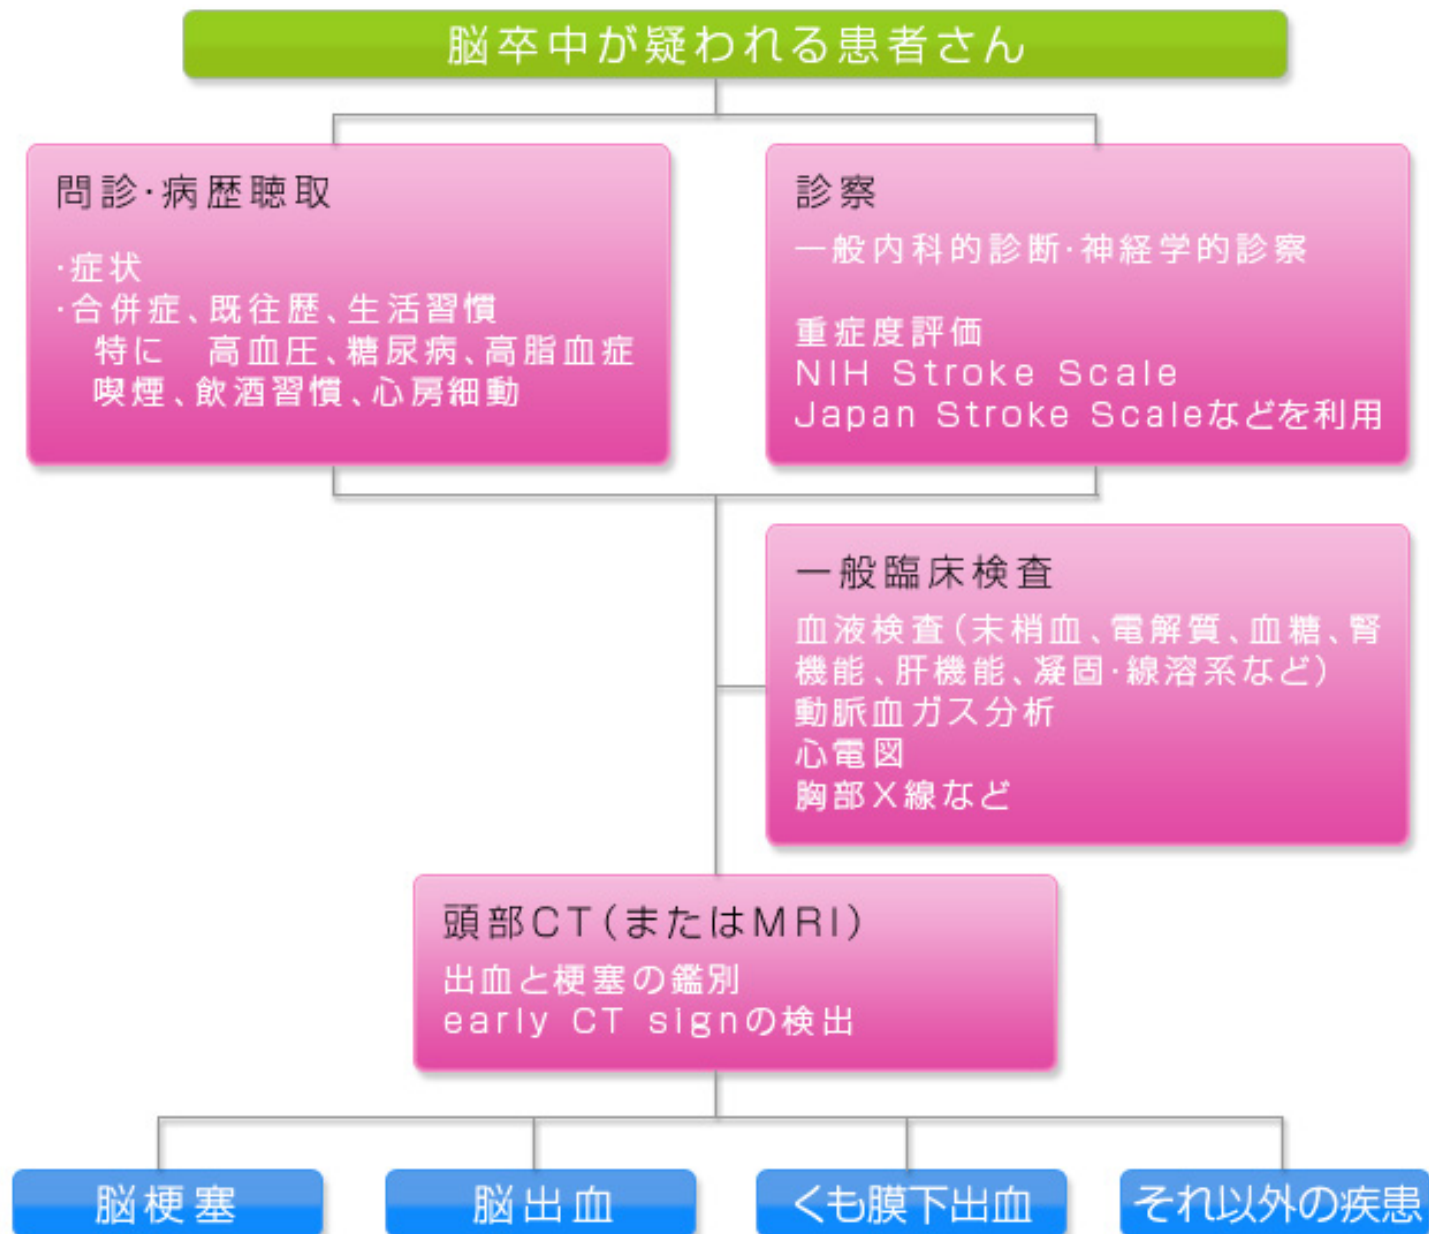 脳卒中が疑われる患者さん
問診・病歴聴取
・症状
・合併症、既往歴、生活習慣
特に　高血圧、糖尿病、高脂血症
喫煙、飲酒習慣、心房細動
診察
一般内科的診断・神経学的診察
重症度評価
NIH Stroke Scale
Japan Stroke Scaleなどを利用
一般臨床検査
血液検査(末梢血、電解質、血糖、腎
機能、肝機能、凝固・線溶系など)
動脈血ガス分析
心電図
胸部X線など
頭部CT(またはMRI)
出血と梗塞の鑑別
early CT signの検出
脳梗塞
脳出血
くも膜下出血
それ以外の疾患